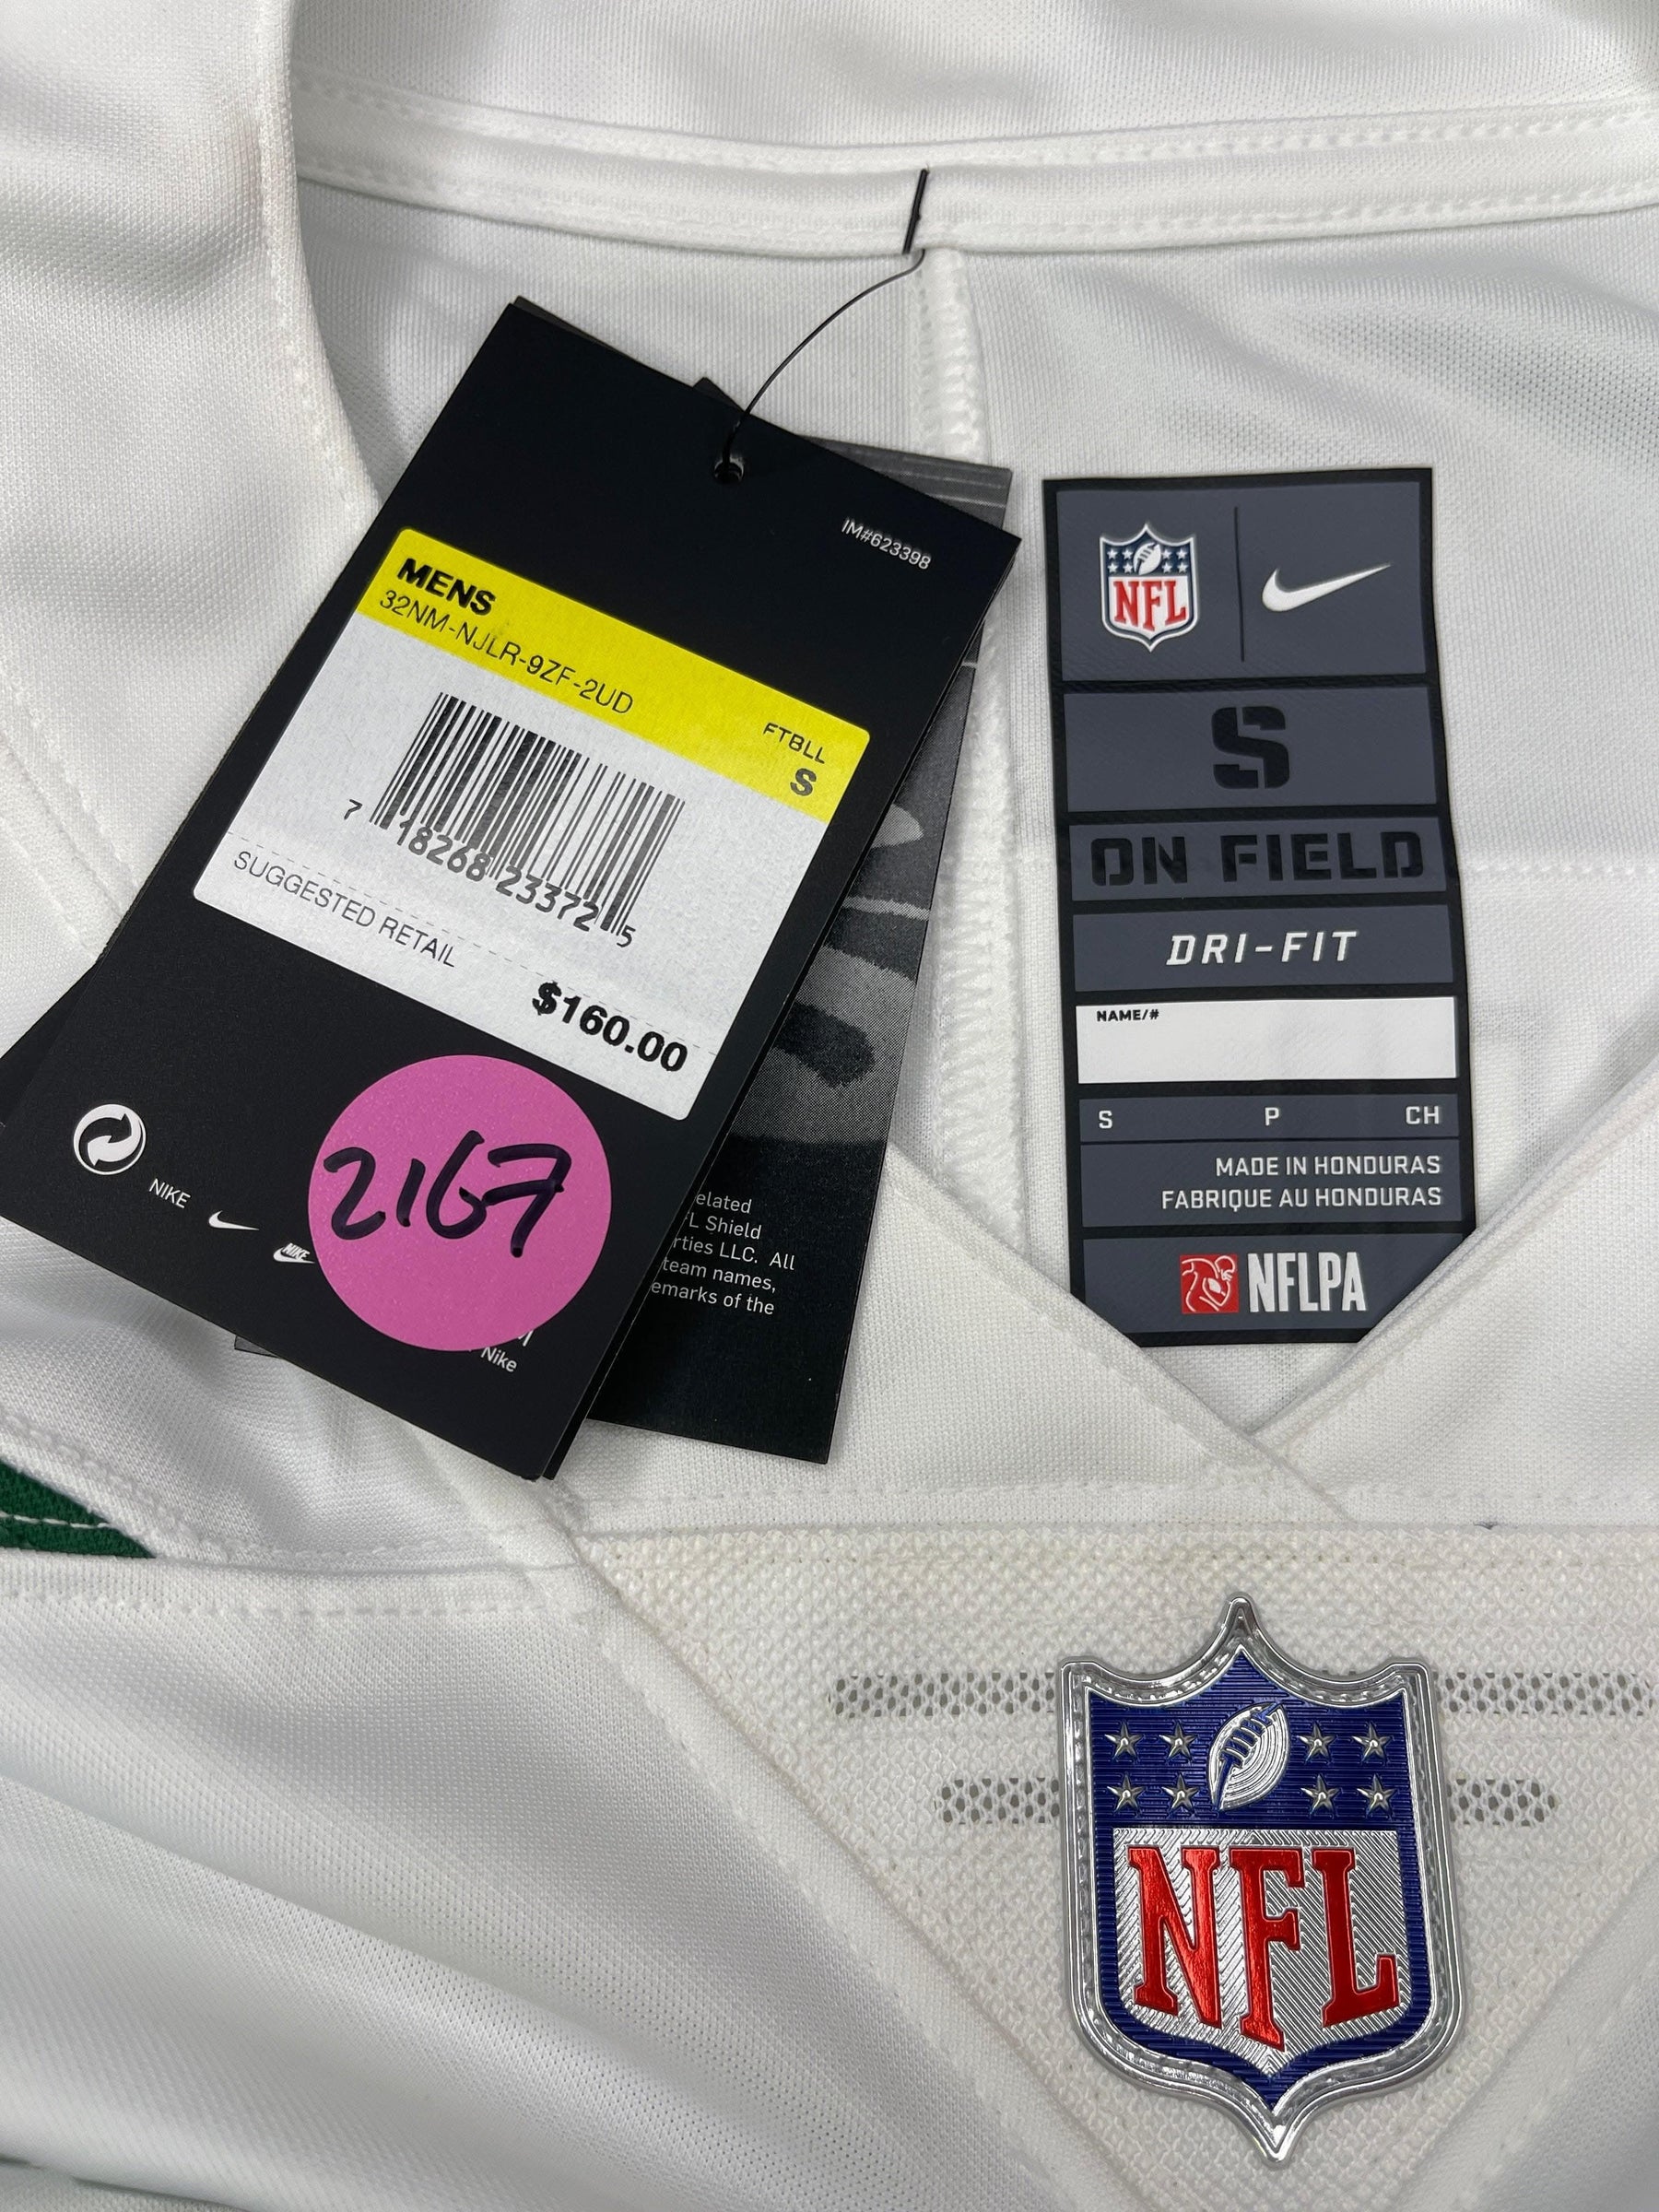 IM#623398
MENS
32NM-NJLR-9ZF-2UD
FTBLL
S
7 18268 23372 5
SUGGESTED RETAIL
$160.00
2167
NIKE
NIKE
Nike
elated
L Shield
rties LLC. All
team names,
emarks of the
NFL
S
ON FIELD
DRI-FIT
NAME/#
S P CH
MADE IN HONDURAS
FABRIQUE AU HONDURAS
NFLPA
NFL